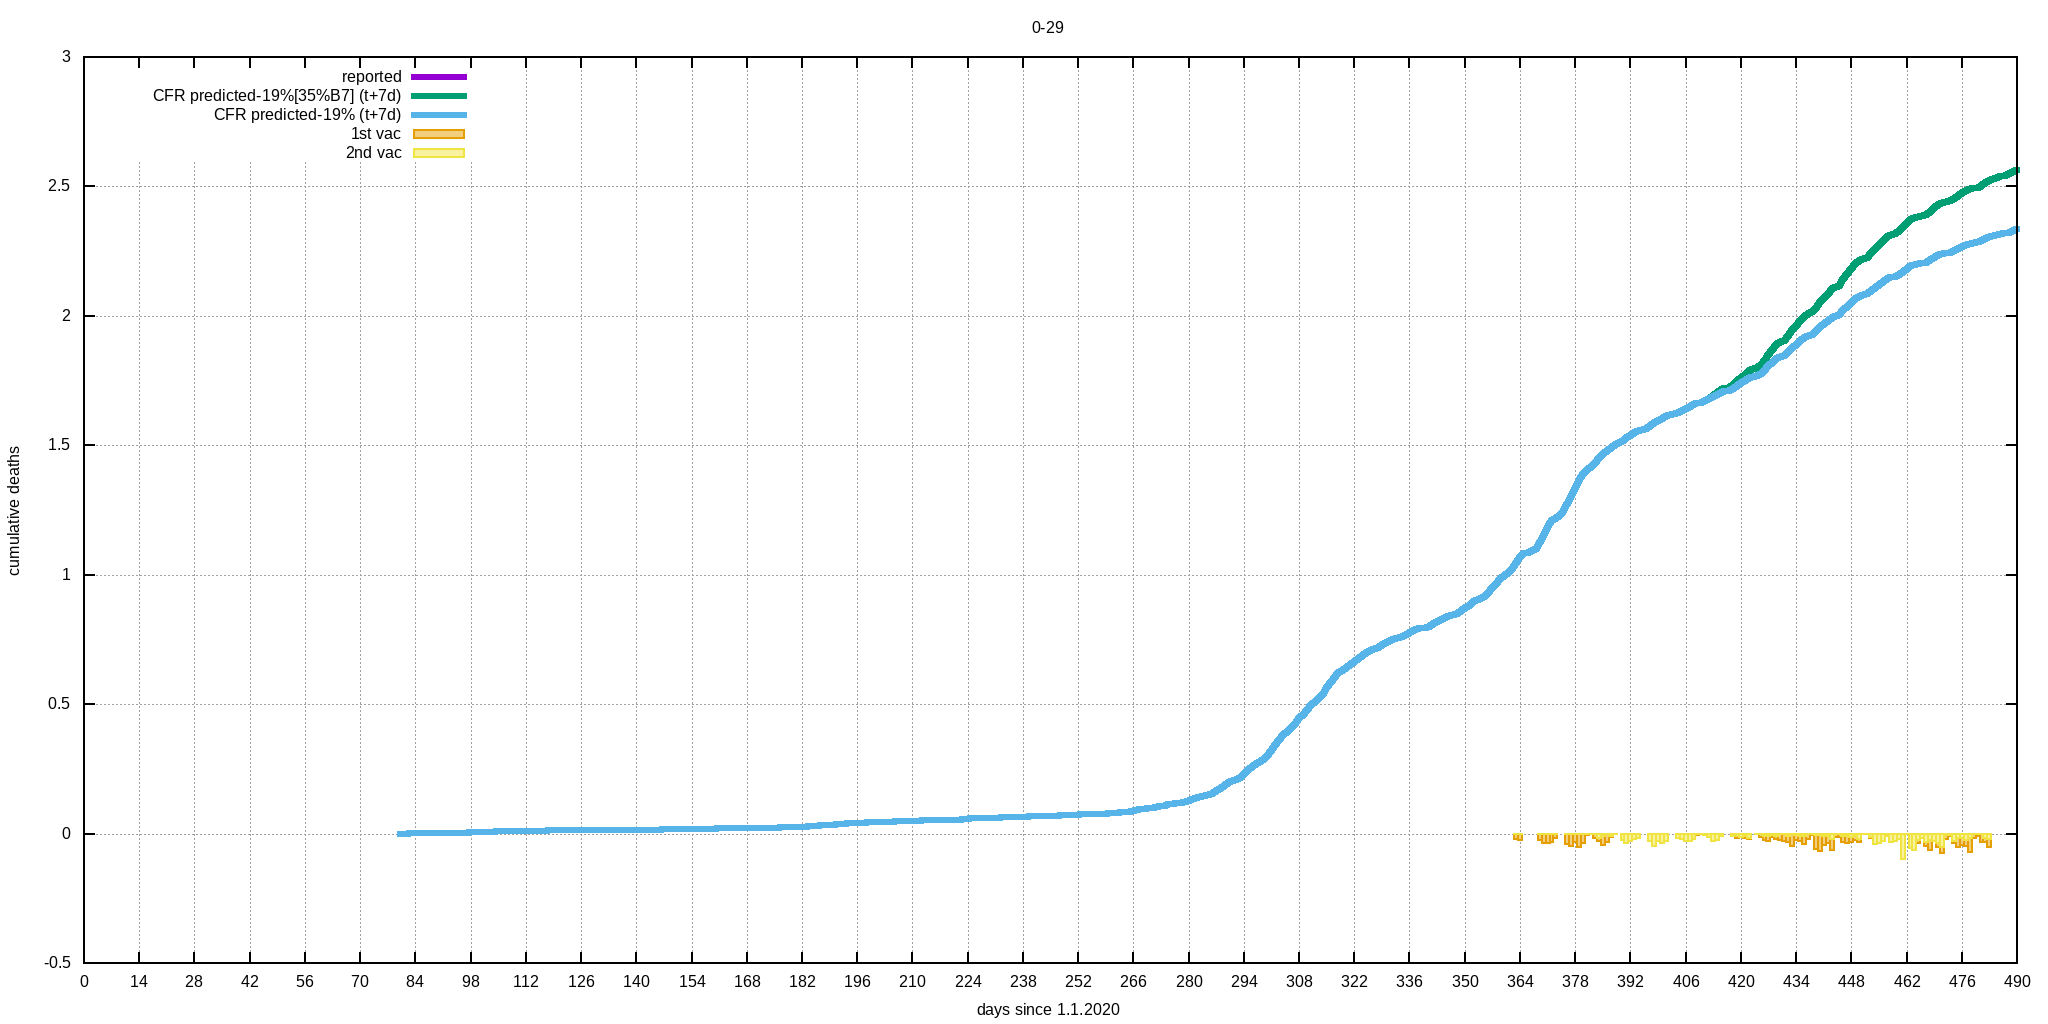 0-29
reported
CFR predicted-19%[35%B7] (t+7d)
CFR predicted-19% (t+7d)
1st vac
2nd vac
3
2.5
2
1.5
1
0.5
0
-0.5
cumulative deaths
0 14 28 42 56 70 84 98 112 126 140 154 168 182 196 210 224 238 252 266 280 294 308 322 336 350 364 378 392 406 420 434 448 462 476 490
days since 1.1.2020